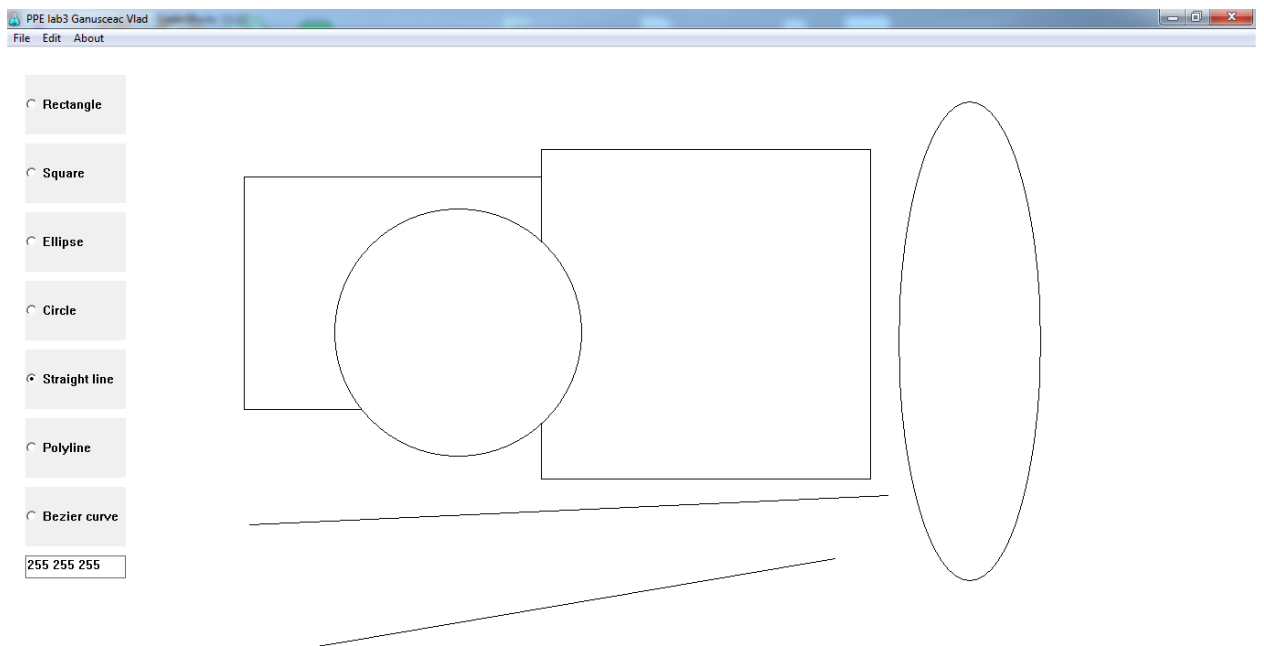 PPE lab3 Ganusceac Vlad
File Edit About
Rectangle
Square
Ellipse
Circle
Straight line
Polyline
Bezier curve
255 255 255